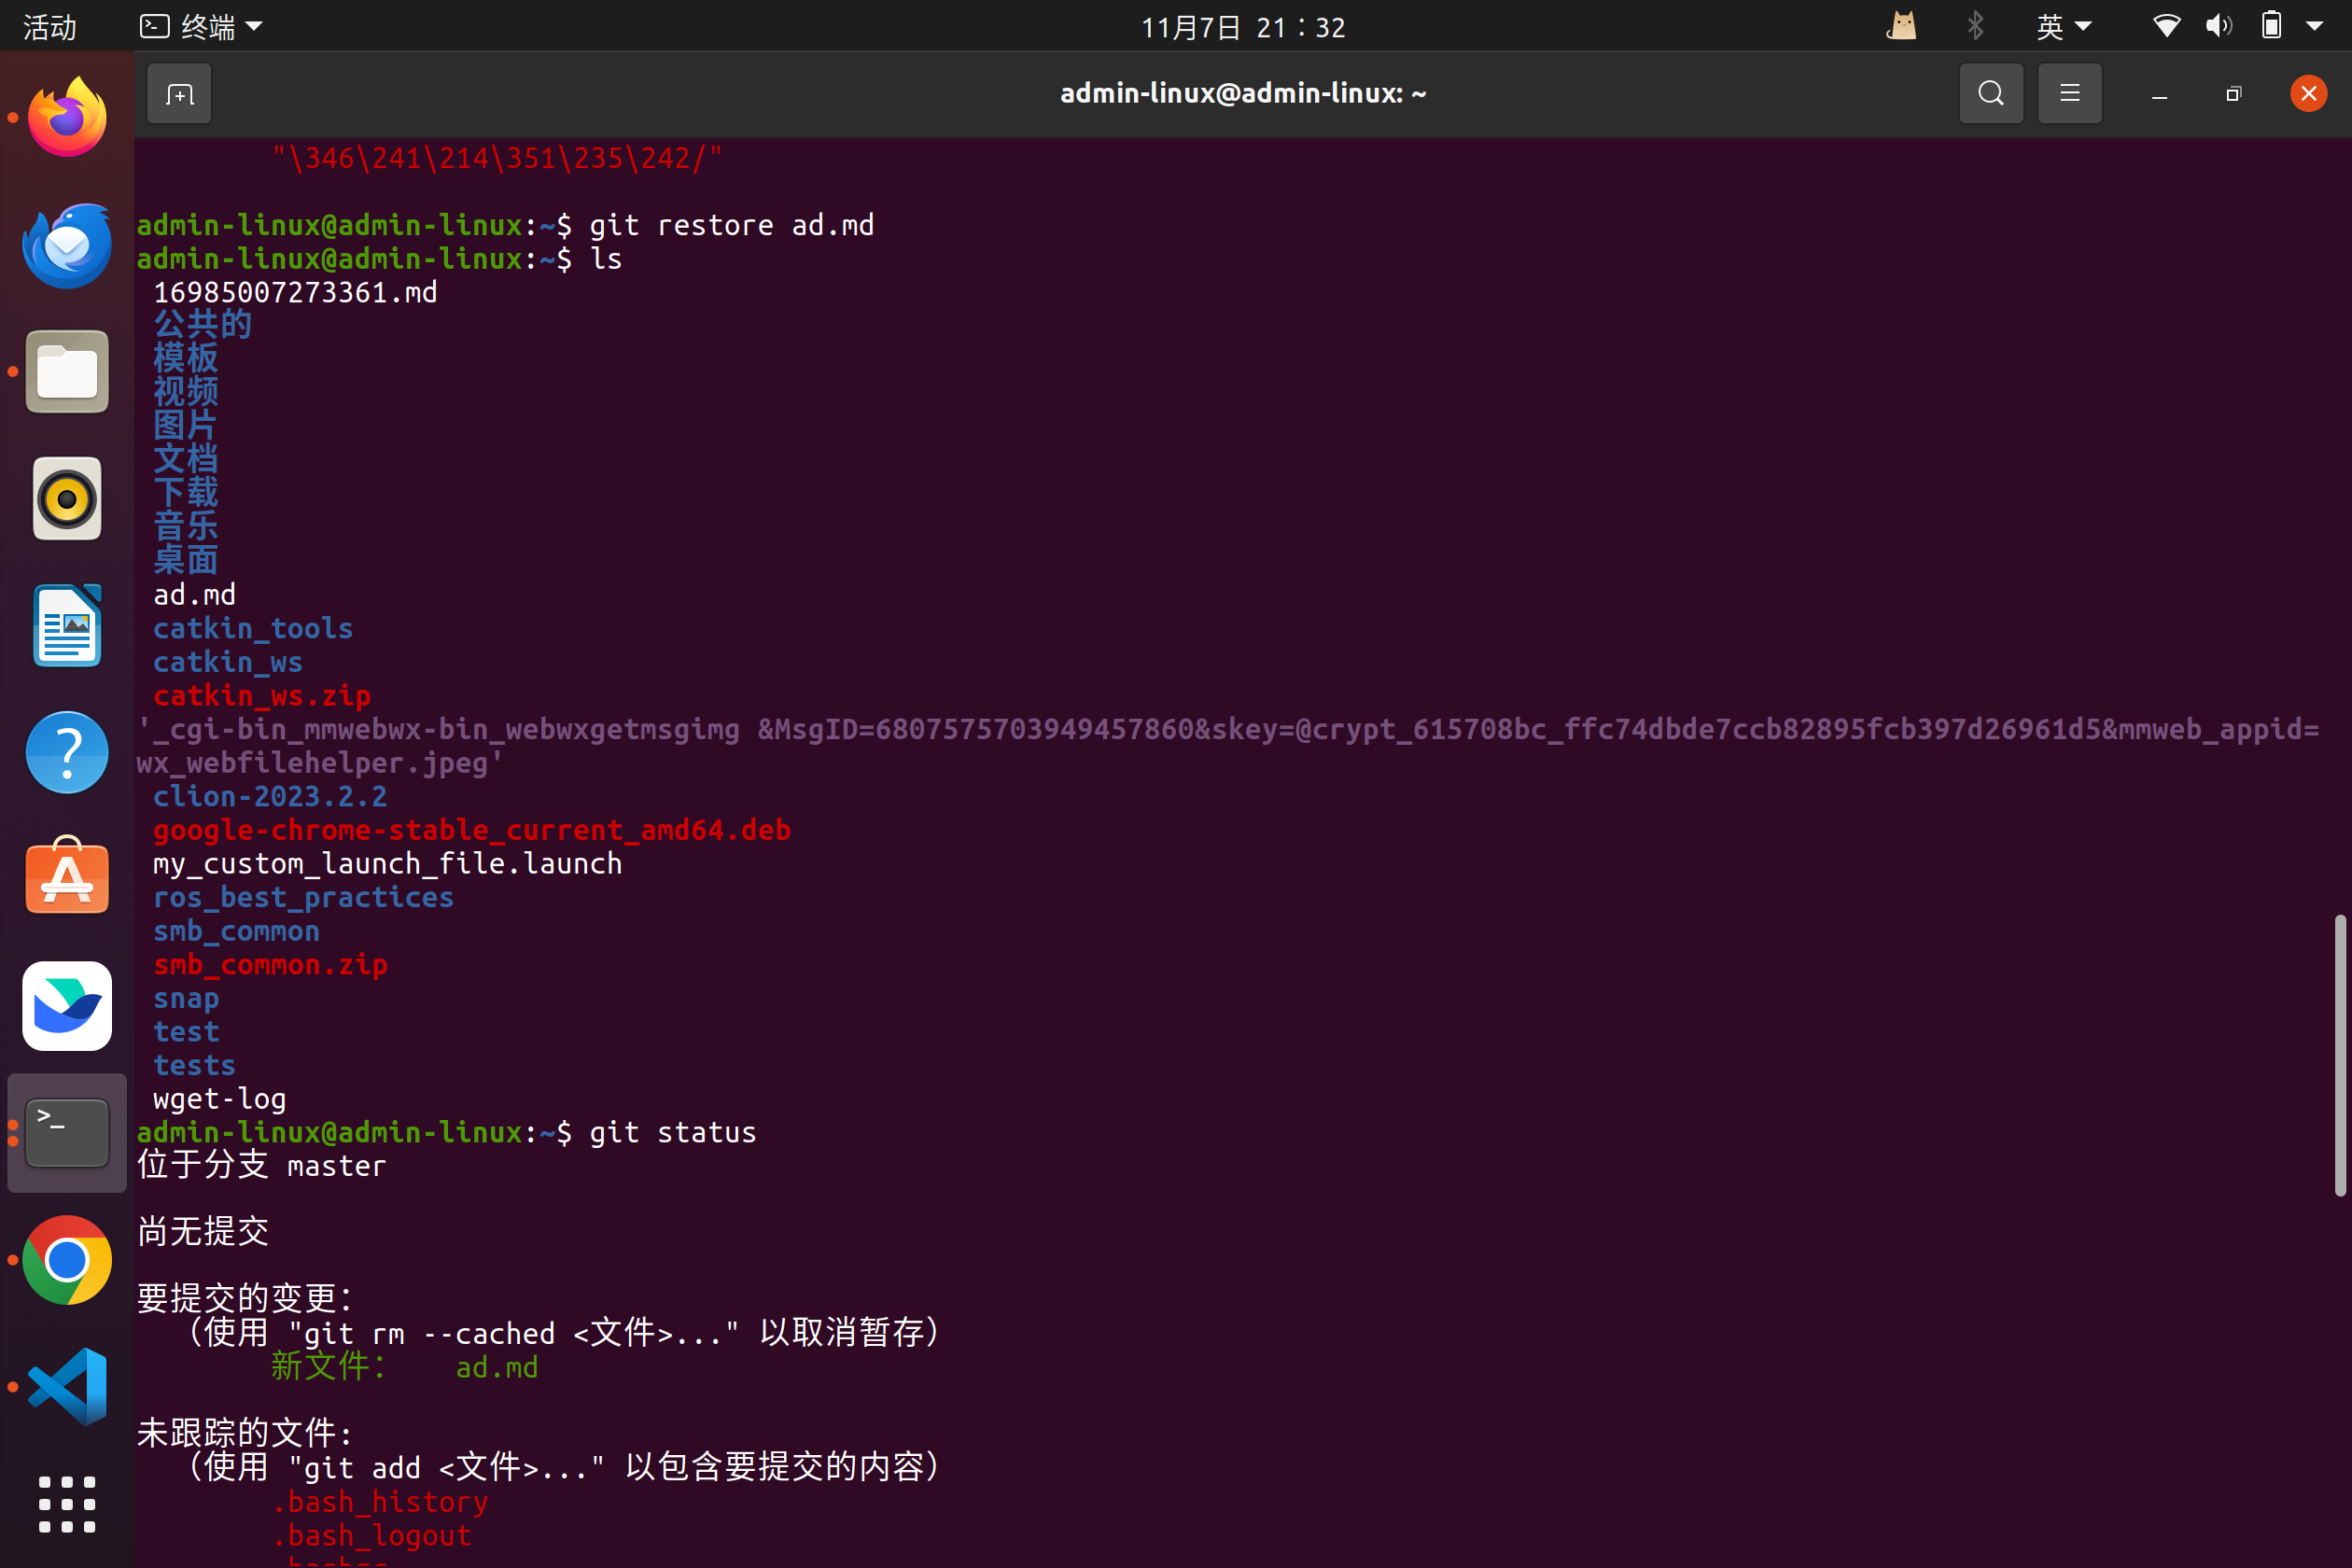 活动 终端 11月7日 21：32 英
admin-linux@admin-linux: ~
"\346\241\214\351\235\242/"
admin-linux@admin-linux:~$ git restore ad.md
admin-linux@admin-linux:~$ ls
16985007273361.md
公共的
模板
视频
图片
文档
下载
音乐
桌面
ad.md
catkin_tools
catkin_ws
catkin_ws.zip
'_cgi-bin_mmwebwx-bin_webwxgetmsgimg &MsgID=6807575703949457860&skey=@crypt_615708bc_ffc74dbde7ccb82895fcb397d26961d5&mmweb_appid=
wx_webfilehelper.jpeg'
clion-2023.2.2
google-chrome-stable_current_amd64.deb
my_custom_launch_file.launch
ros_best_practices
smb_common
smb_common.zip
snap
test
tests
wget-log
admin-linux@admin-linux:~$ git status
位于分支 master
尚无提交
要提交的变更：
（使用 "git rm --cached <文件>..." 以取消暂存）
新文件： ad.md
未跟踪的文件:
（使用 "git add <文件>..." 以包含要提交的内容）
.bash_history
.bash_logout